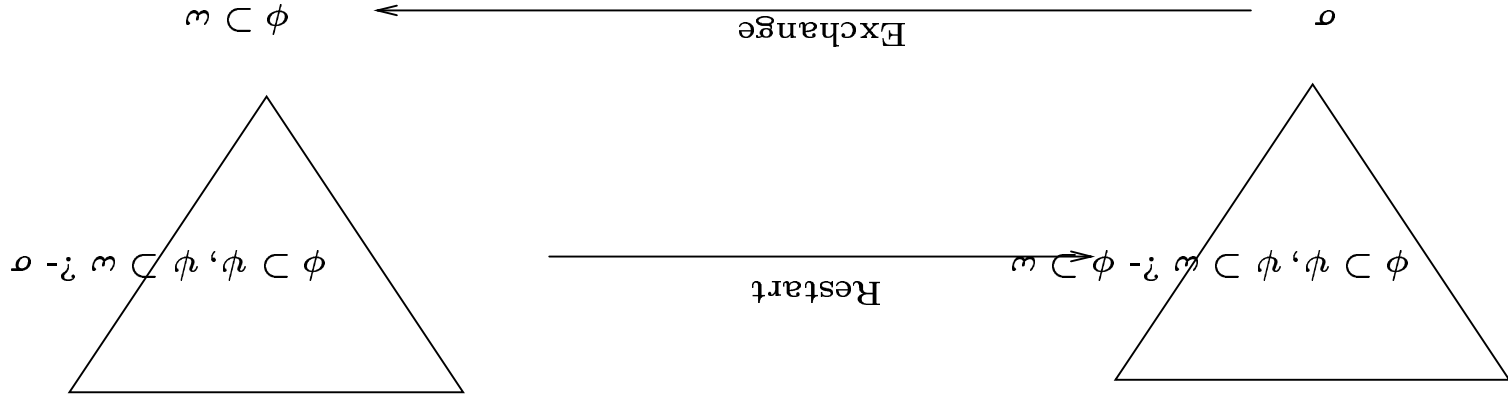 Restart
φ ⊃ ψ, ψ ⊃ ω ?- φ ⊃ ω
φ ⊃ ψ, ψ ⊃ ω ?- σ
Exchange
σ
φ ⊃ ω